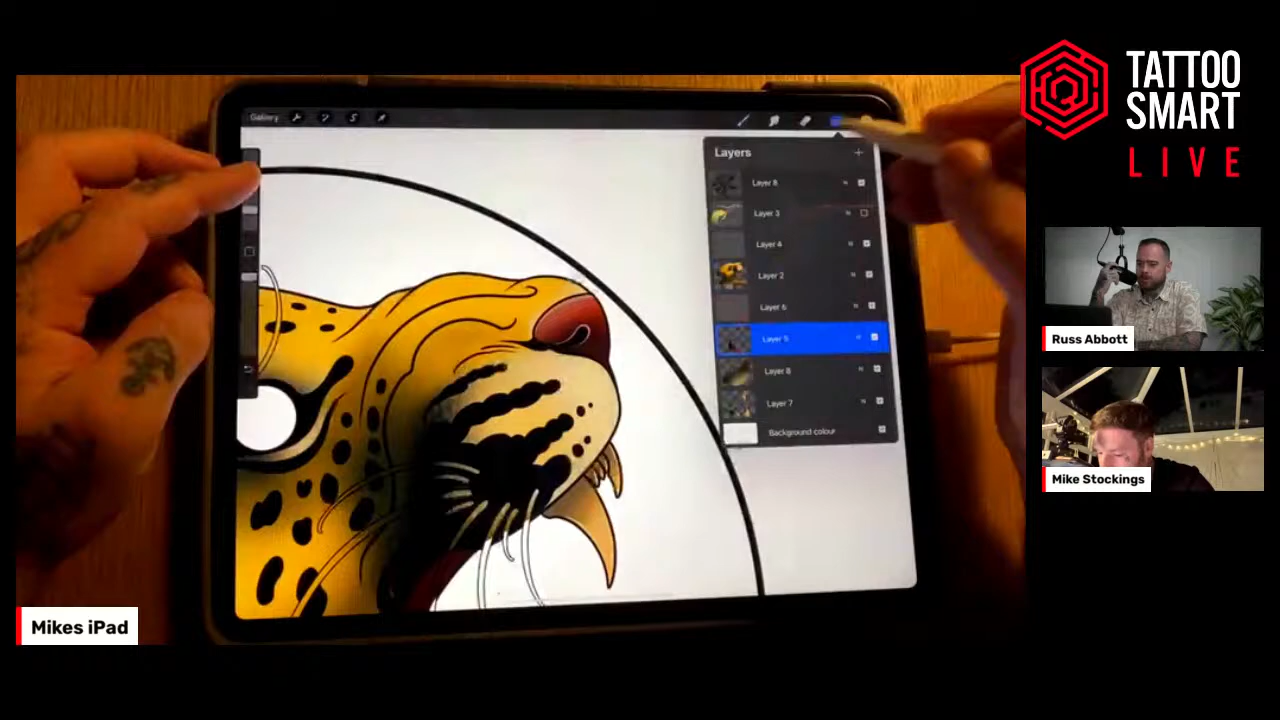 TATTOO
SMART
LIVE
Gallery
Layers
Layer 8
N
Layer 3
N
Layer 4
N
Layer 2
N
Layer 6
N
Layer 5
N
Layer 8
N
Layer 7
N
Background colour
Russ Abbott
Mike Stockings
Mikes iPad